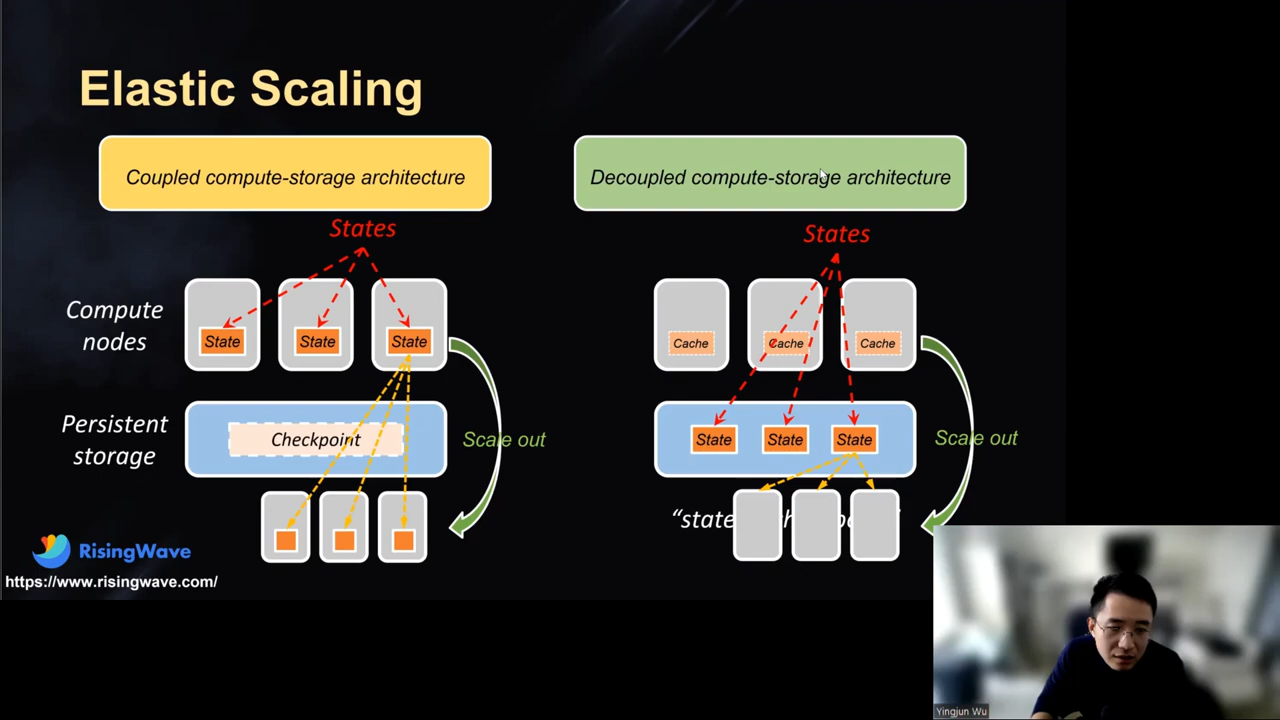 Elastic Scaling
Coupled compute-storage architecture
Decoupled compute-storage architecture
States
States
Compute
nodes
State
State
State
Cache
Cache
Cache
Persistent
storage
Checkpoint
Scale out
State
State
State
Scale out
“state
RisingWave
https://www.risingwave.com/
Yingjun Wu